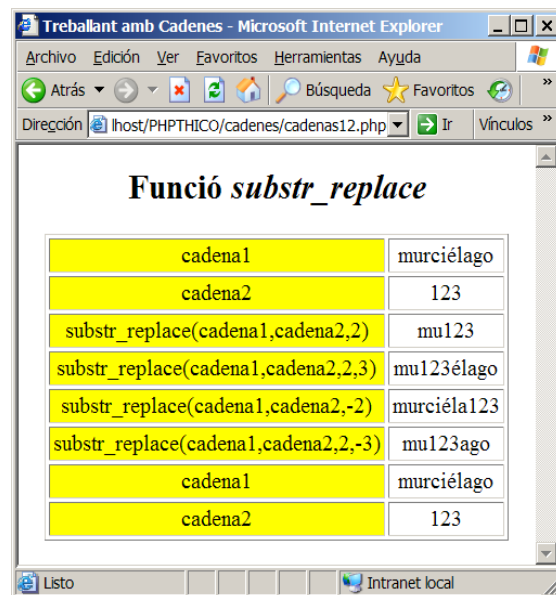 Treballant amb Cadenes - Microsoft Internet Explorer
Archivo Edición Ver Favoritos Herramientas Ayuda
Atrás Búsqueda Favoritos »
Dirección lhost/PHPTHICO/cadenes/cadenas12.php Ir Vínculos »
Funció substr_replace
cadena1 murciélago
cadena2 123
substr_replace(cadena1,cadena2,2) mu123
substr_replace(cadena1,cadena2,2,3) mu123élago
substr_replace(cadena1,cadena2,-2) murciéla123
substr_replace(cadena1,cadena2,2,-3) mu123ago
cadena1 murciélago
cadena2 123
Listo Intranet local